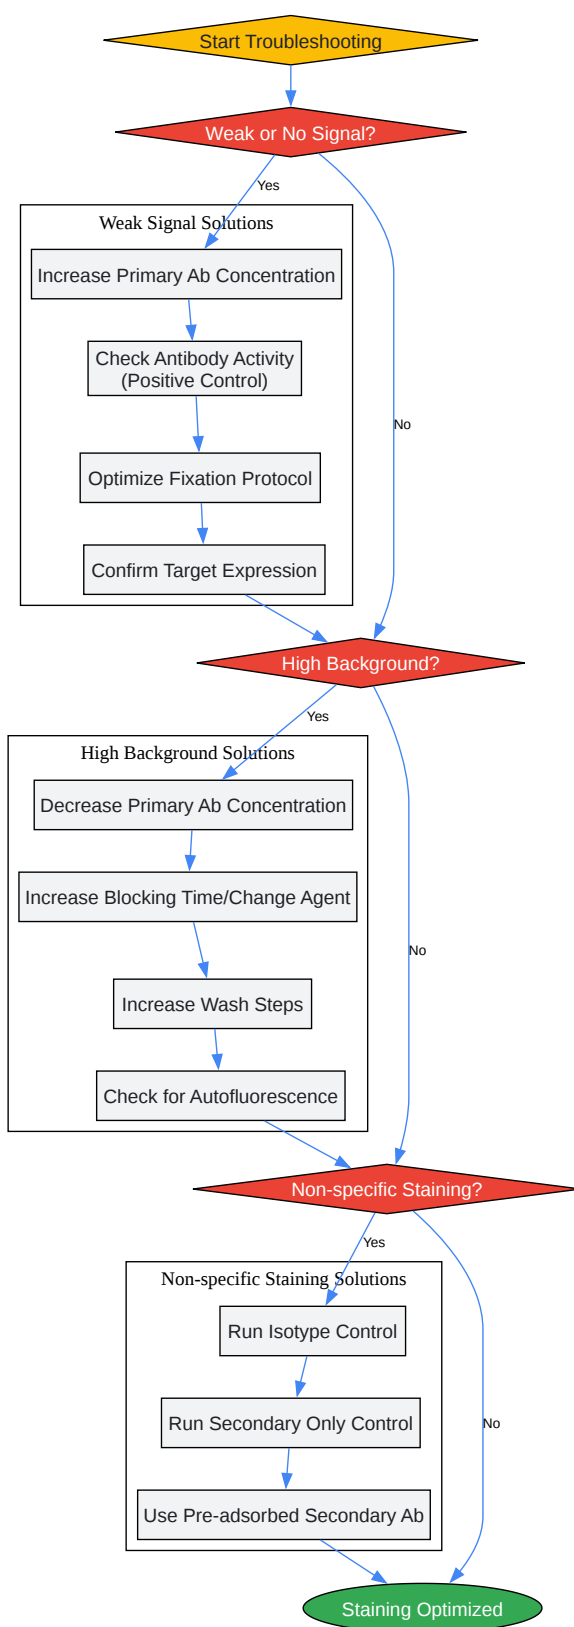 Start Troubleshooting
Weak or No Signal?
Yes
Weak Signal Solutions
Increase Primary Ab Concentration
Check Antibody Activity
(Positive Control)
No
Optimize Fixation Protocol
Confirm Target Expression
High Background?
Yes
High Background Solutions
Decrease Primary Ab Concentration
Increase Blocking Time/Change Agent
No
Increase Wash Steps
Check for Autofluorescence
Non-specific Staining?
Yes
Non-specific Staining Solutions
Run Isotype Control
Run Secondary Only Control
No
Use Pre-adsorbed Secondary Ab
Staining Optimized